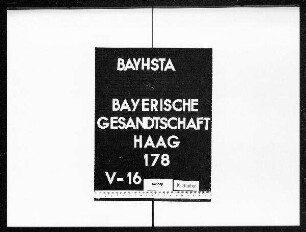 BAYHSTA
BAYERISCHE
GESANDTSCHAFT
HAAG
178
V-16